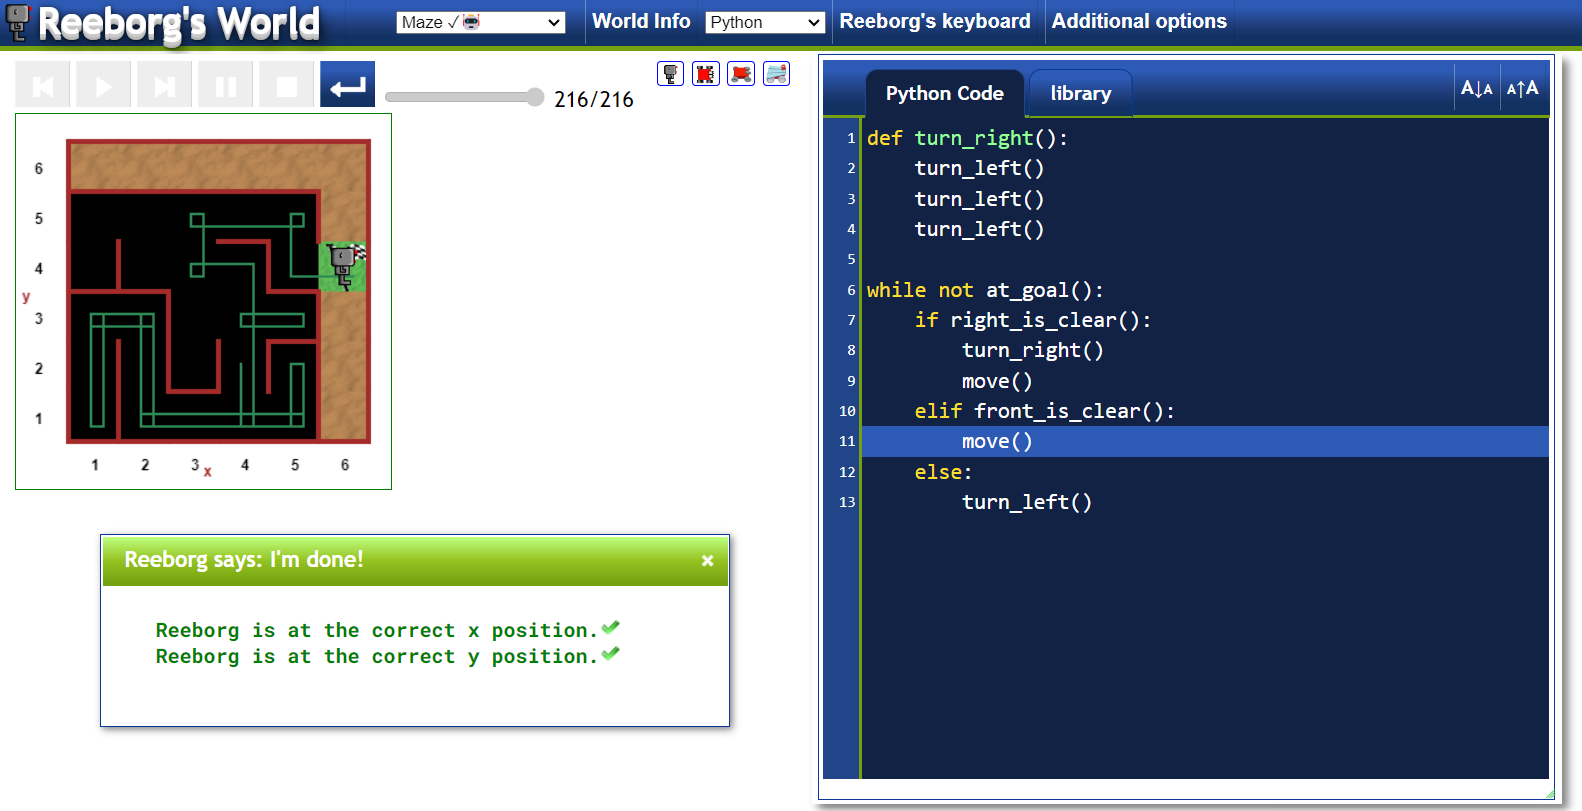 Reeborg's World
Maze ✓🤖
World Info
Python
Reeborg's keyboard
Additional options
216/216
6
5
4
y
3
2
1
1 2 3 x 4 5 6
Reeborg says: I'm done!
×
Reeborg is at the correct x position.✔
Reeborg is at the correct y position.✔
Python Code
library
A↓A A↑A
1 def turn_right():
2     turn_left()
3     turn_left()
4     turn_left()
5
6 while not at_goal():
7     if right_is_clear():
8         turn_right()
9         move()
10     elif front_is_clear():
11         move()
12     else:
13         turn_left()